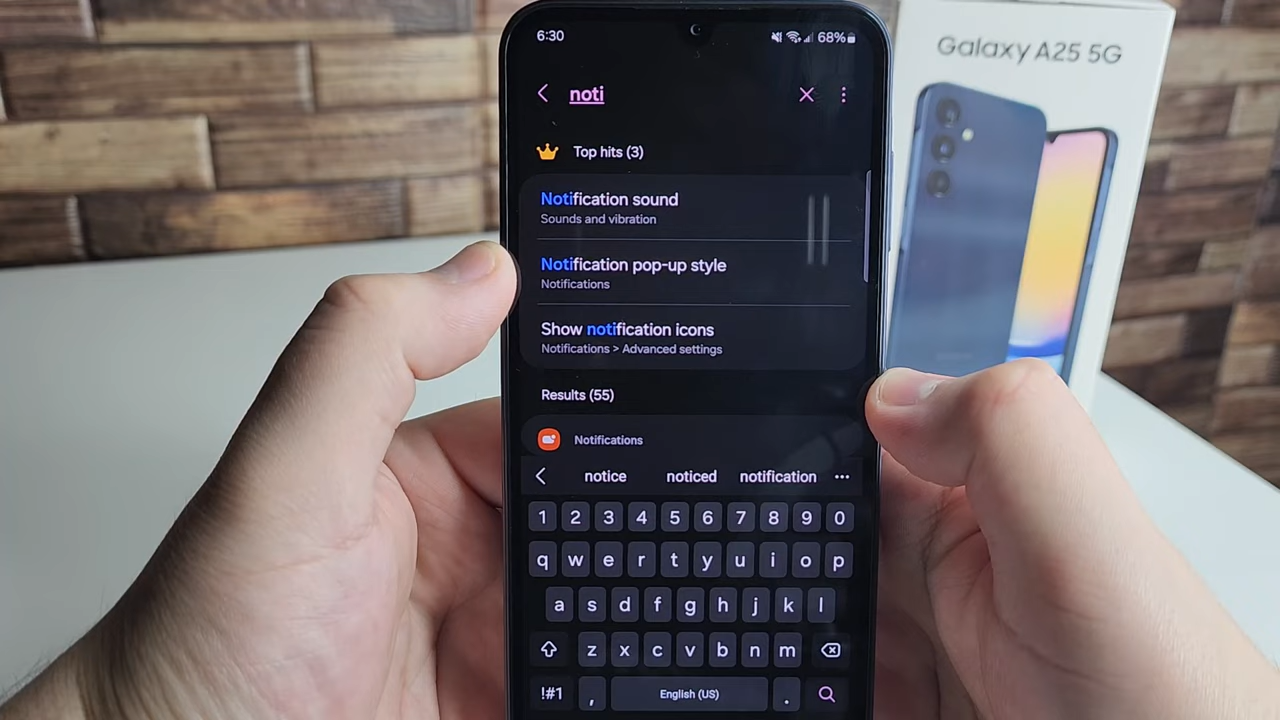 6:30
68%
noti
Galaxy A25 5G
Top hits (3)
Notification sound
Sounds and vibration
Notification pop-up style
Notifications
Show notification icons
Notifications > Advanced settings
Results (55)
Notifications
notice noticed notification
1 2 3 4 5 6 7 8 9 0
q w e r t y u i o p
a s d f g h j k l
z x c v b n m
!#1 , English (US) .